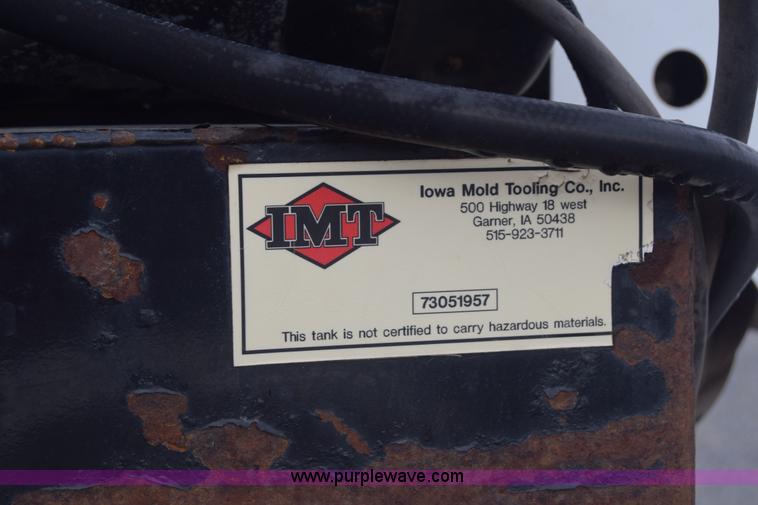 IMT
Iowa Mold Tooling Co., Inc.
500 Highway 18 west
Garner, IA 50438
515-923-3711
73051957
This tank is not certified to carry hazardous materials.
www.purplewave.com